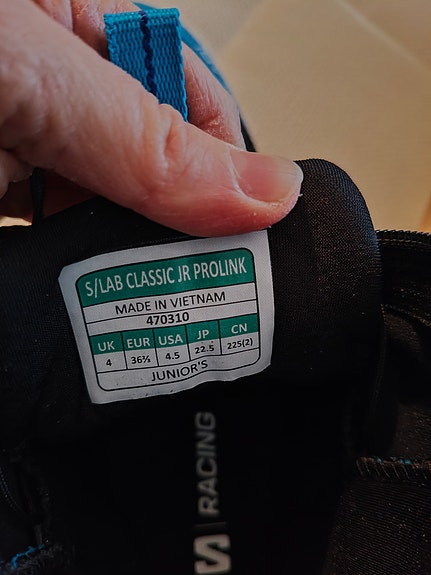 S/LAB CLASSIC JR PROLINK
MADE IN VIETNAM
470310
UK EUR USA JP CN
4 36⅔ 4.5 22.5 225(2)
JUNIOR'S
S | RACING